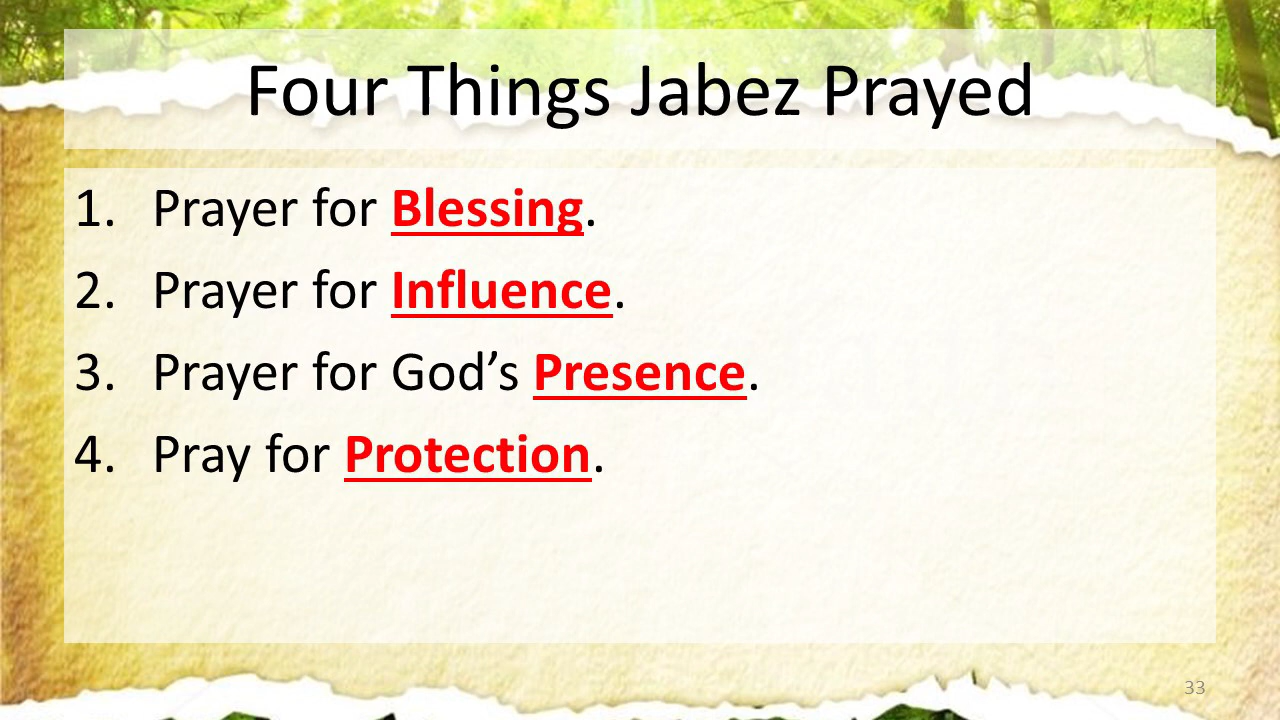 Four Things Jabez Prayed
1. Prayer for Blessing.
2. Prayer for Influence.
3. Prayer for God’s Presence.
4. Pray for Protection.
33